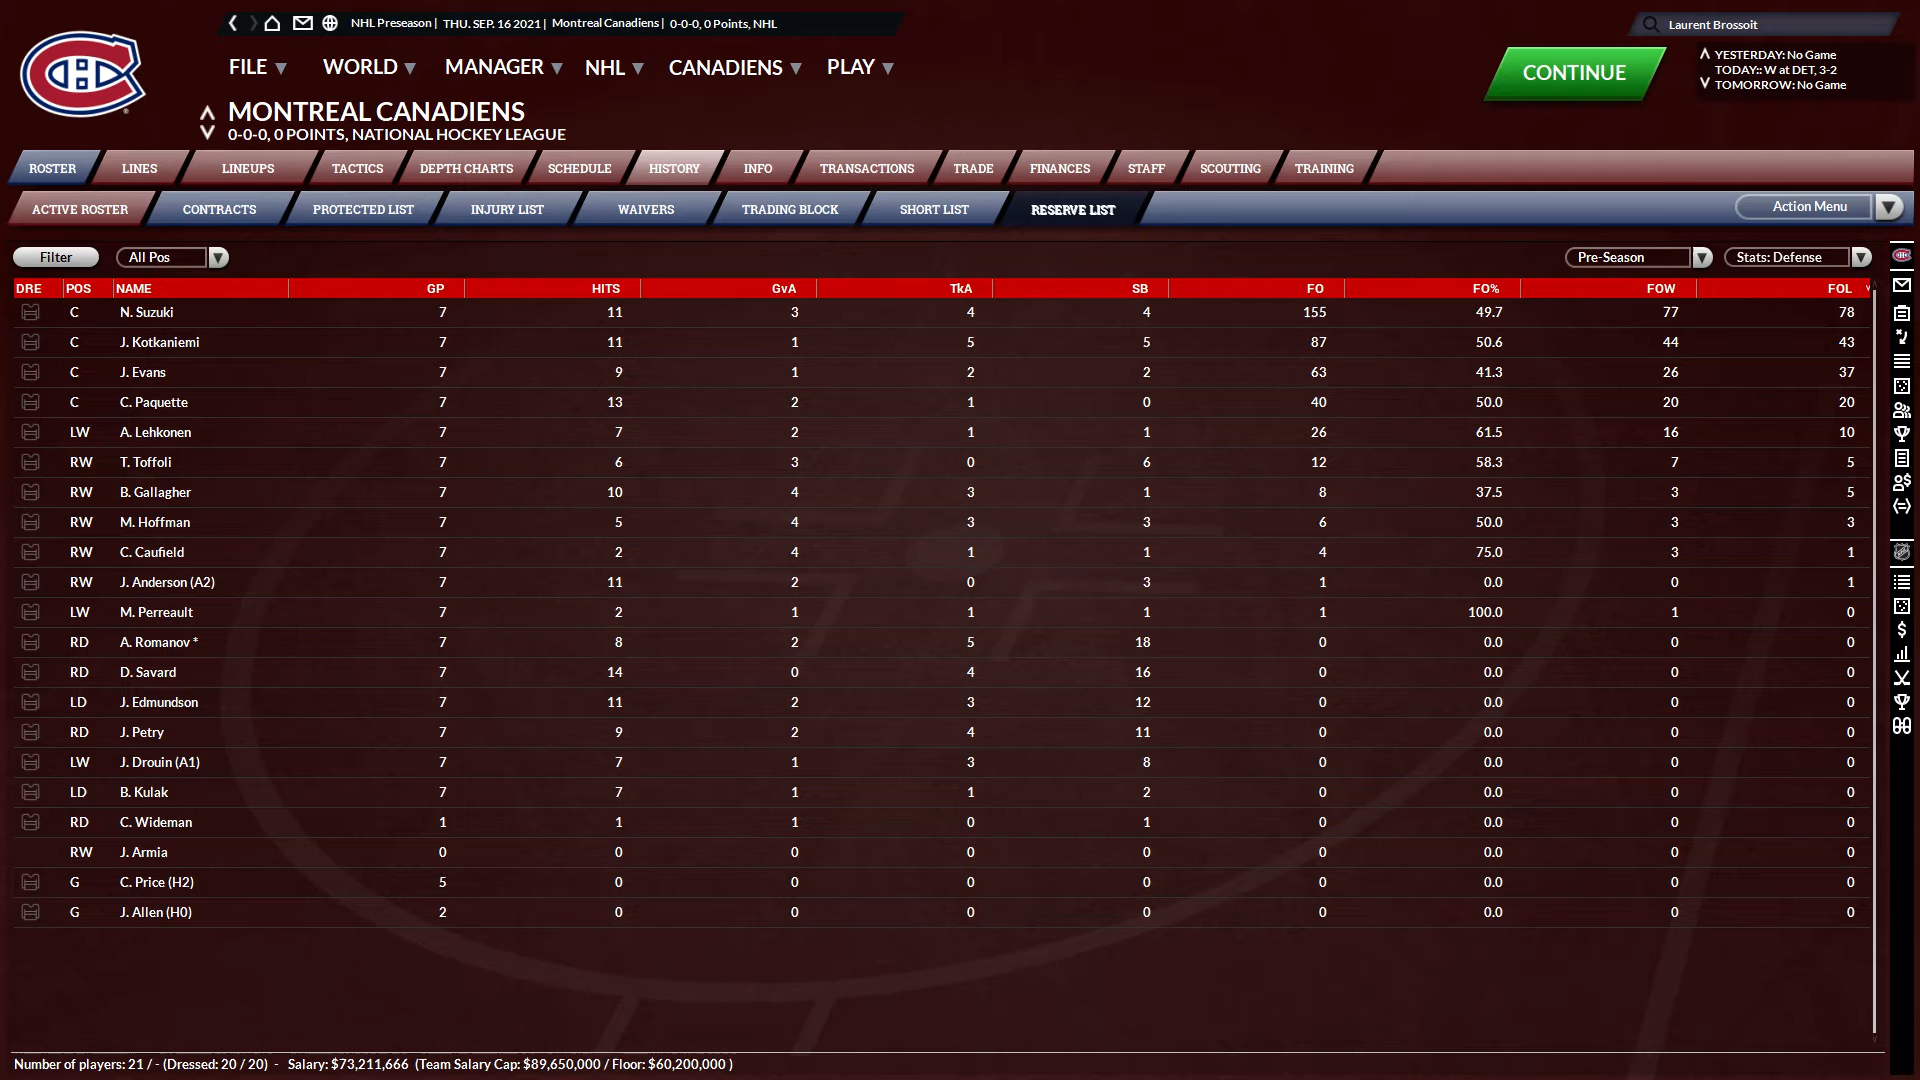 NHL Preseason | THU. SEP. 16 2021 | Montreal Canadiens | 0-0-0, 0 Points, NHL
Laurent Brossoit
FILE WORLD MANAGER NHL CANADIENS PLAY
CONTINUE
YESTERDAY: No Game
TODAY:: W at DET, 3-2
TOMORROW: No Game
MONTREAL CANADIENS
0-0-0, 0 POINTS, NATIONAL HOCKEY LEAGUE
ROSTER LINES LINEUPS TACTICS DEPTH CHARTS SCHEDULE HISTORY INFO TRANSACTIONS TRADE FINANCES STAFF SCOUTING TRAINING
ACTIVE ROSTER CONTRACTS PROTECTED LIST INJURY LIST WAIVERS TRADING BLOCK SHORT LIST RESERVE LIST Action Menu
Filter All Pos Pre-Season Stats: Defense
DRE POS NAME GP HITS GvA TkA SB FO FO% FOW FOL
C N. Suzuki 7 11 3 4 4 155 49.7 77 78
C J. Kotkaniemi 7 11 1 5 5 87 50.6 44 43
C J. Evans 7 9 1 2 2 63 41.3 26 37
C C. Paquette 7 13 2 1 0 40 50.0 20 20
LW A. Lehkonen 7 7 2 1 1 26 61.5 16 10
RW T. Toffoli 7 6 3 0 6 12 58.3 7 5
RW B. Gallagher 7 10 4 3 1 8 37.5 3 5
RW M. Hoffman 7 5 4 3 3 6 50.0 3 3
RW C. Caufield 7 2 4 1 1 4 75.0 3 1
RW J. Anderson (A2) 7 11 2 0 3 1 0.0 0 1
LW M. Perreault 7 2 1 1 1 1 100.0 1 0
RD A. Romanov * 7 8 2 5 18 0 0.0 0 0
RD D. Savard 7 14 0 4 16 0 0.0 0 0
LD J. Edmundson 7 11 2 3 12 0 0.0 0 0
RD J. Petry 7 9 2 4 11 0 0.0 0 0
LW J. Drouin (A1) 7 7 1 3 8 0 0.0 0 0
LD B. Kulak 7 7 1 1 2 0 0.0 0 0
RD C. Wideman 1 1 1 0 1 0 0.0 0 0
RW J. Armia 0 0 0 0 0 0 0.0 0 0
G C. Price (H2) 5 0 0 0 0 0 0.0 0 0
G J. Allen (H0) 2 0 0 0 0 0 0.0 0 0
Number of players: 21 / - (Dressed: 20 / 20) - Salary: $73,211,666 (Team Salary Cap: $89,650,000 / Floor: $60,200,000 )